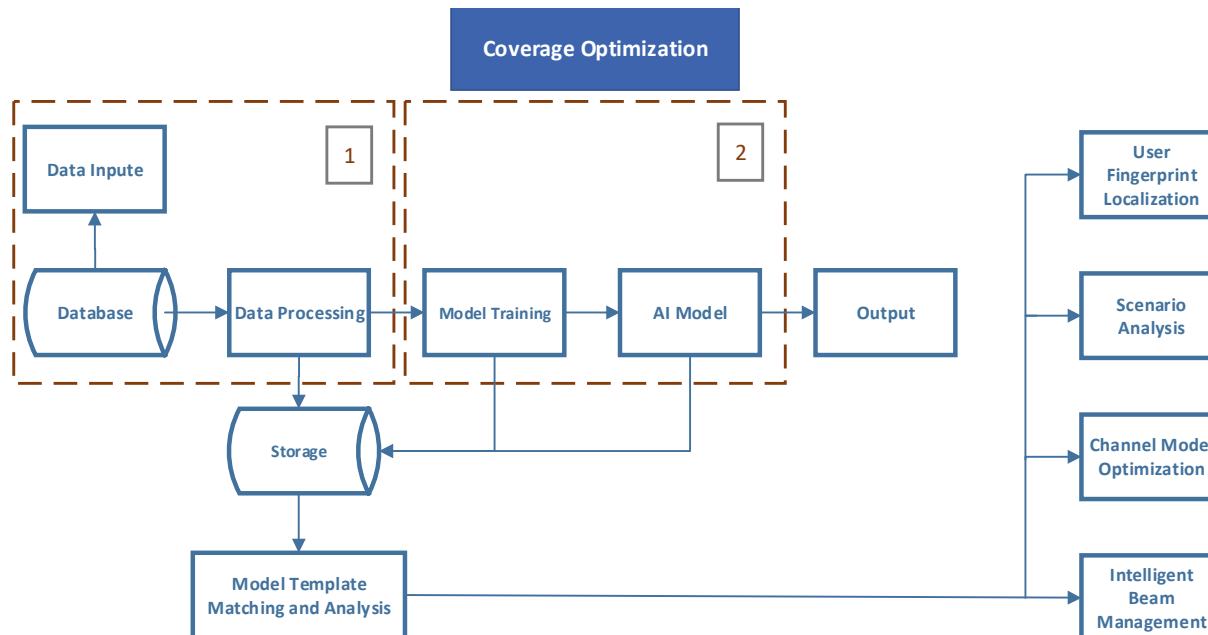 Coverage Optimization
1
2
Data Inpute
Database
Data Processing
Model Training
AI Model
Output
Storage
Model Template
Matching and Analysis
User
Fingerprint
Localization
Scenario
Analysis
Channel Model
Optimization
Intelligent
Beam
Management